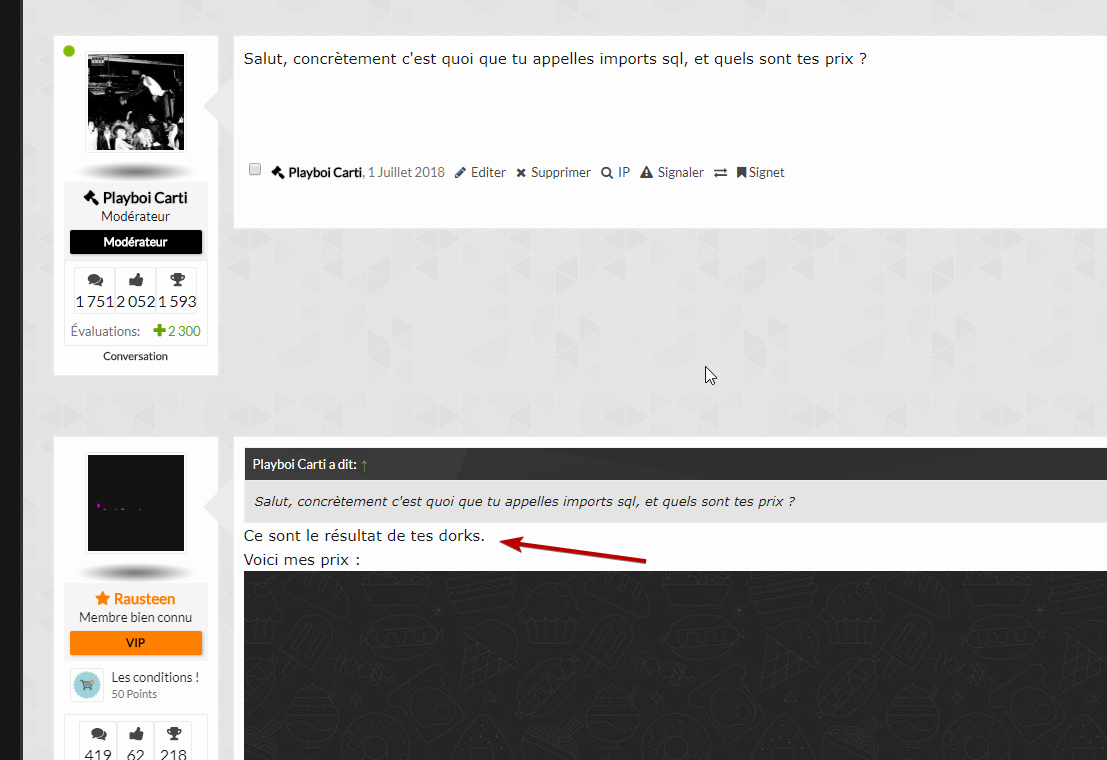 Salut, concrètement c'est quoi que tu appelles imports sql, et quels sont tes prix ?
Playboi Carti, 1 Juillet 2018 Editer Supprimer IP Signaler Signet
Playboi Carti
Modérateur
Modérateur
1 751 2 052 1 593
Évaluations: 2 300
Conversation
Playboi Carti a dit: ↑
Salut, concrètement c'est quoi que tu appelles imports sql, et quels sont tes prix ?
Ce sont le résultat de tes dorks.
Voici mes prix :
Rausteen
Membre bien connu
VIP
Les conditions !
50 Points
419 62 218